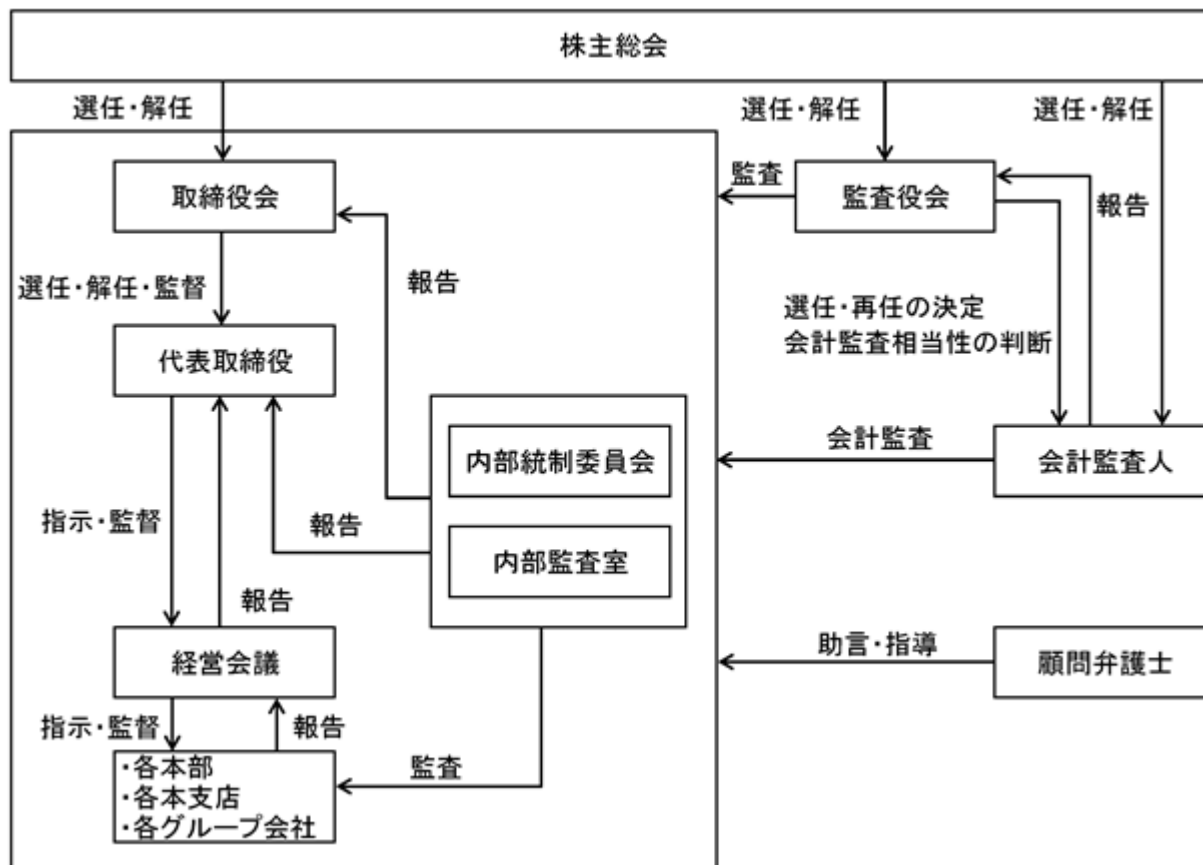 株主総会
選任・解任
選任・解任
選任・解任
取締役会
監査
監査役会
報告
選任・解任・監督
報告
選任・再任の決定
会計監査相当性の判断
代表取締役
内部統制委員会
会計監査
会計監査人
指示・監督
報告
内部監査室
報告
経営会議
助言・指導
顧問弁護士
指示・監督
報告
・各本部
・各本支店
・各グループ会社
監査